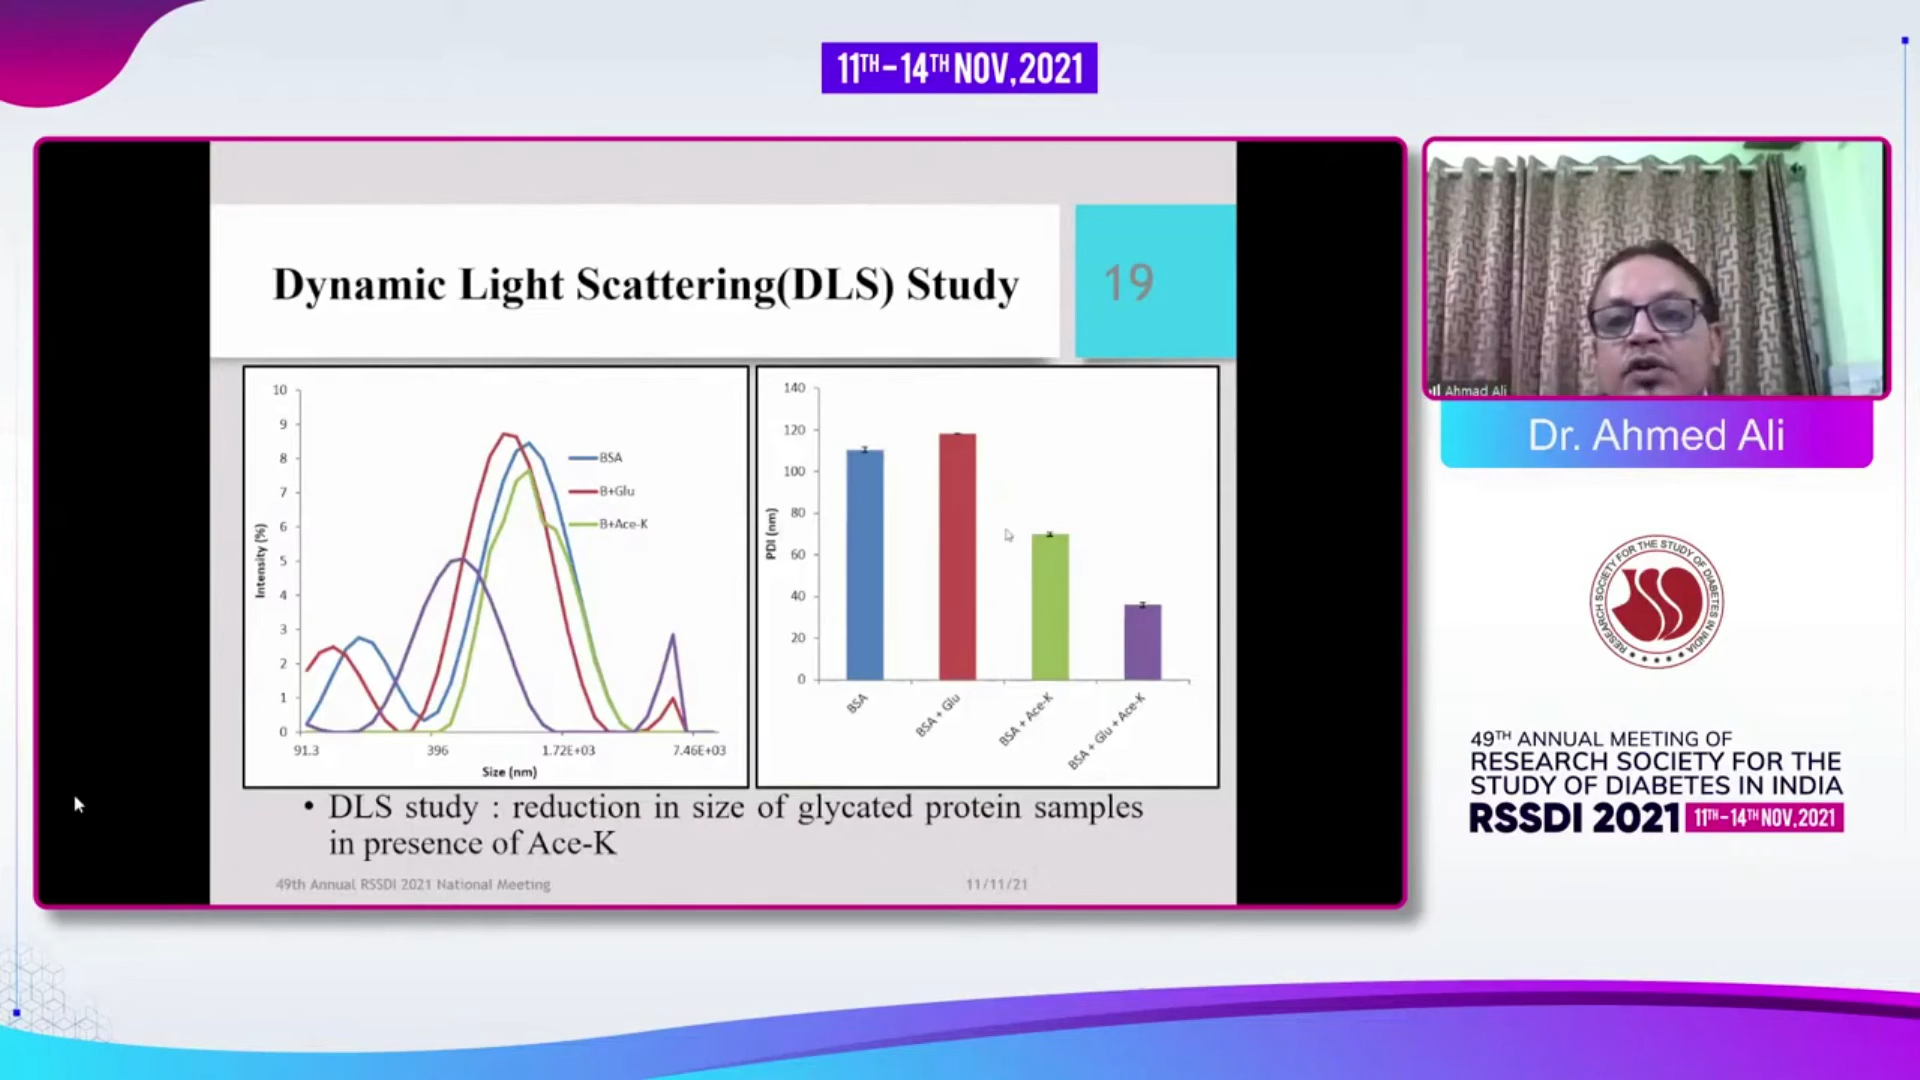 11TH-14TH NOV,2021
Dynamic Light Scattering(DLS) Study
19
10
9
8
7
6
5
4
3
2
1
0
Intensity (%)
BSA
B+Glu
B+Ace-K
91.3
396
1.72E+03
7.46E+03
Size (nm)
140
120
100
80
60
40
20
0
PDI (nm)
BSA
BSA + Glu
BSA + Ace-K
BSA + Glu + Ace-K
• DLS study : reduction in size of glycated protein samples
in presence of Ace-K
49th Annual RSSDI 2021 National Meeting
11/11/21
Ahmad Ali
Dr. Ahmed Ali
RESEARCH SOCIETY FOR THE STUDY OF DIABETES IN INDIA
49TH ANNUAL MEETING OF
RESEARCH SOCIETY FOR THE
STUDY OF DIABETES IN INDIA
RSSDI 2021 11TH-14TH NOV,2021